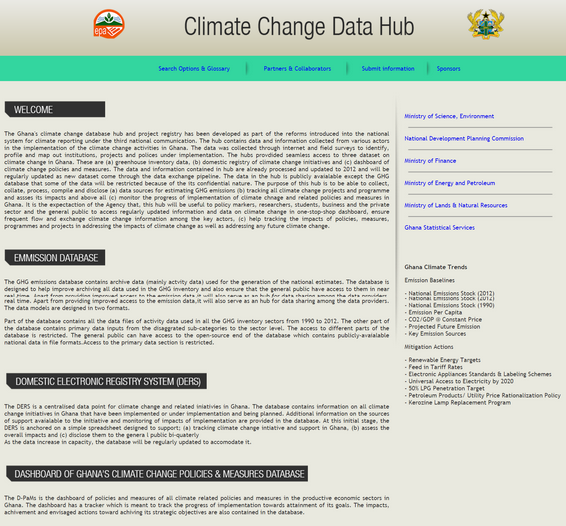 epa
Climate Change Data Hub
Search Options & Glossary
Partners & Collaborators
Submit Information
Sponsors
WELCOME
The Ghana's climate change database hub and project registry has been developed as part of the reforms introduced into the national
system for climate reporting under the third national communication. The hub contains data and information collected from various actors
in the implementation of the climate change activities in Ghana. The data was collected through internet and field surveys to identify,
profile and map out institutions, projects and polices under implementation. The hubs provdided seamless access to three dataset on
climate change in Ghana. These are (a) greenhouse inventory data, (b) domestic registry of climate change initiatives and (c) dashboard of
climate change policies and measures. The data and information contained in hub are already processed and updated to 2012 and will be
regularly updated as new dataset come through the data exchange pipeline. The data in the hub is publicly avalaiable except the GHG
database that some of the data will be restricted because of the its confidential nature. The purpose of this hub is to be able to collect,
collate, process, compile and disclose (a) data sources for estimating GHG emissions (b) tracking all climate change projects and programme
and asses its impacts and above all (c) monitor the progress of implementation of climate chnage and related policies and measures in
Ghana. It is the expectation of the Agency that, this hub will be useful to policy markers, researchers, students, business and the private
sector and the general public to access regularly updated information and data on climate change in one-stop-shop dashboard, ensure
frequent flow and exchange climate change information among the key actors, (c) help tracking the impacts of policies, measures,
programmes and projects in addressing the impacts of climate change as well as addressing any future climate change.
EMMISSION DATABASE
The GHG emissions database contains archive data (mainly actvity data) used for the generation of the national estimates. The database is
designed to help improve archiving all data used in the GHG inventory and also ensure that the general public have access to them in near
real time. Apart from providing improved access to the emission data,it will also serve as an hub for data sharing among the data providers.
real time. Apart from providing improved access to the emission data,it will also serve as an hub for data sharing among the data providers.
The data models are designed in two formats.
Part of the database contains all the data files of activity data used in all the GHG inventory sectors from 1990 to 2012. The other part of
the database contains primary data inputs from the disaggrated sub-categories to the sector level. The access to different parts of the
database is restricted. The general public can have access to the open-source end of the database which contains publicly-avaialable
national data in file formats.Access to the primary data section is restricted.
DOMESTIC ELECTRONIC REGISTRY SYSTEM (DERS)
The DERS is a centralised data point for climate change and related iniatives in Ghana. The database contains information on all climate
change initiatives in Ghana that have been implemented or under implementation and being planned. Additional information on the sources
of support avalaiable to the initiative and monitoring of impacts of implementation are provided in the database. At this initial stage, the
DERS is anchored on a simple spreadsheet designed to support; (a) tracking climate change intiative and support in Ghana, (b) assess the
overall impacts and (c) disclose them to the genera l public bi-quaterly
As the data increase in capacity, the database will be regularly updated to accomodate it.
DASHBOARD OF GHANA'S CLIMATE CHANGE POLICIES & MEASURES DATABASE
The D-PaMs is the dashboard of policies and measures of all climate related policies and measures in the productive economic sectors in
Ghana. The dashboard has a tracker which is meant to track the progress of implementation towards attainment of its goals. The impacts,
achivement and envisaged actions toward achiving its strategic objectives are also contained in the database.
Ministry of Science, Environment
National Development Planning Commission
Ministry of Finance
Ministry of Energy and Petroleum
Ministry of Lands & Natural Resources
Ghana Statistical Services
Ghana Climate Trends
Emission Baselines
- National Emissions Stock (2012)
- National Emissions Stock (2012)
- National Emissions Stock (1990)
- Emission Per Capita
- CO2/GDP @ Constant Price
- Projected Future Emission
- Key Emission Sources
Mitigation Actions
- Renewable Energy Targets
- Feed in Tariff Rates
- Electronic Appliances Standards & Labeling Schemes
- Universal Access to Electricity by 2020
- 50% LPG Penetration Target
- Petroleum Products/ Utility Price Rationalization Policy
- Kerozine Lamp Replacement Program